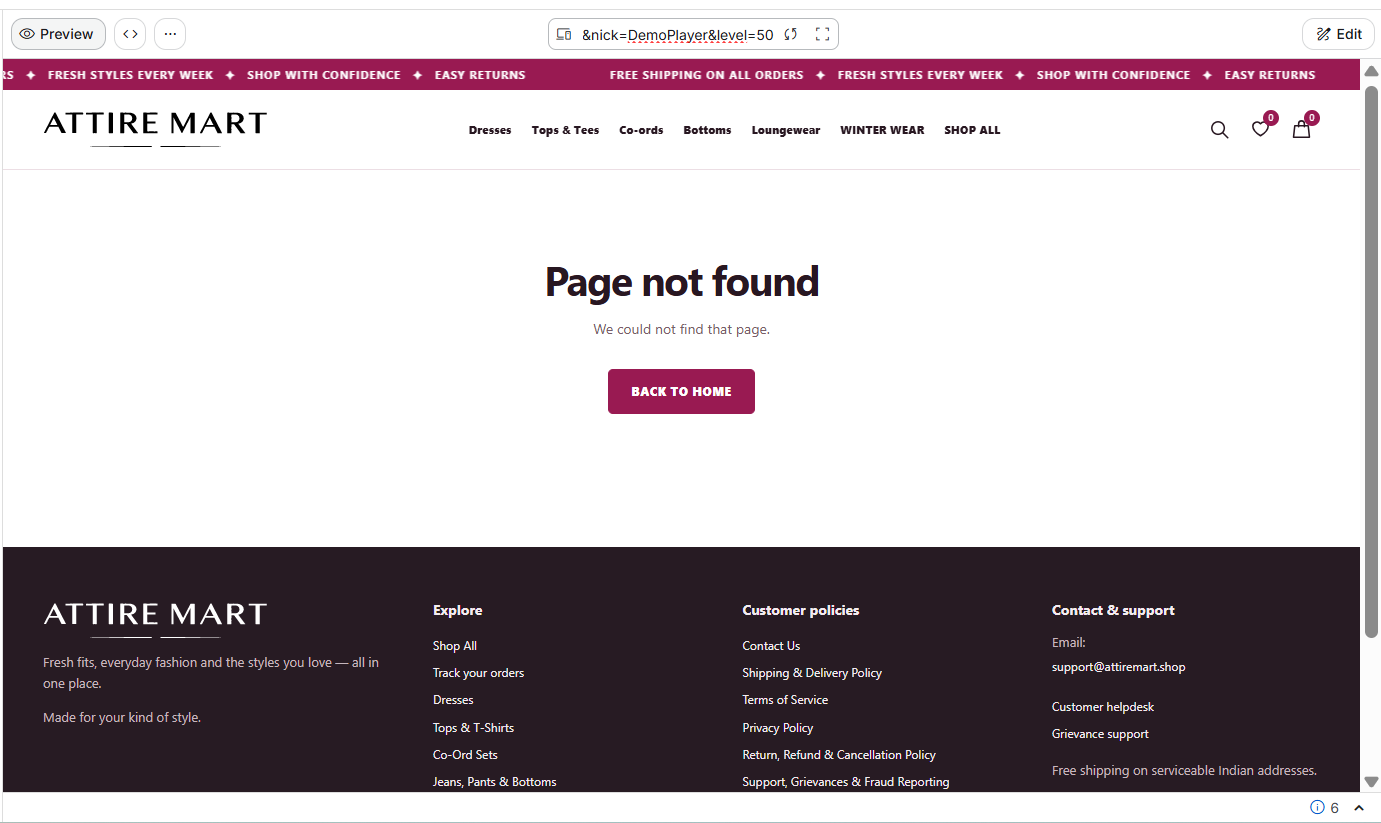 Preview
<>
...
&nick=DemoPlayer&level=50
Edit
RS ✦ FRESH STYLES EVERY WEEK ✦ SHOP WITH CONFIDENCE ✦ EASY RETURNS FREE SHIPPING ON ALL ORDERS ✦ FRESH STYLES EVERY WEEK ✦ SHOP WITH CONFIDENCE ✦ EASY RETURNS
ATTIRE MART
Dresses Tops & Tees Co-ords Bottoms Loungewear WINTER WEAR SHOP ALL
0 0
Page not found
We could not find that page.
BACK TO HOME
ATTIRE MART
Fresh fits, everyday fashion and the styles you love — all in
one place.
Made for your kind of style.
Explore
Shop All
Track your orders
Dresses
Tops & T-Shirts
Co-Ord Sets
Jeans, Pants & Bottoms
Customer policies
Contact Us
Shipping & Delivery Policy
Terms of Service
Privacy Policy
Return, Refund & Cancellation Policy
Support, Grievances & Fraud Reporting
Contact & support
Email:
support@attiremart.shop
Customer helpdesk
Grievance support
Free shipping on serviceable Indian addresses.
6